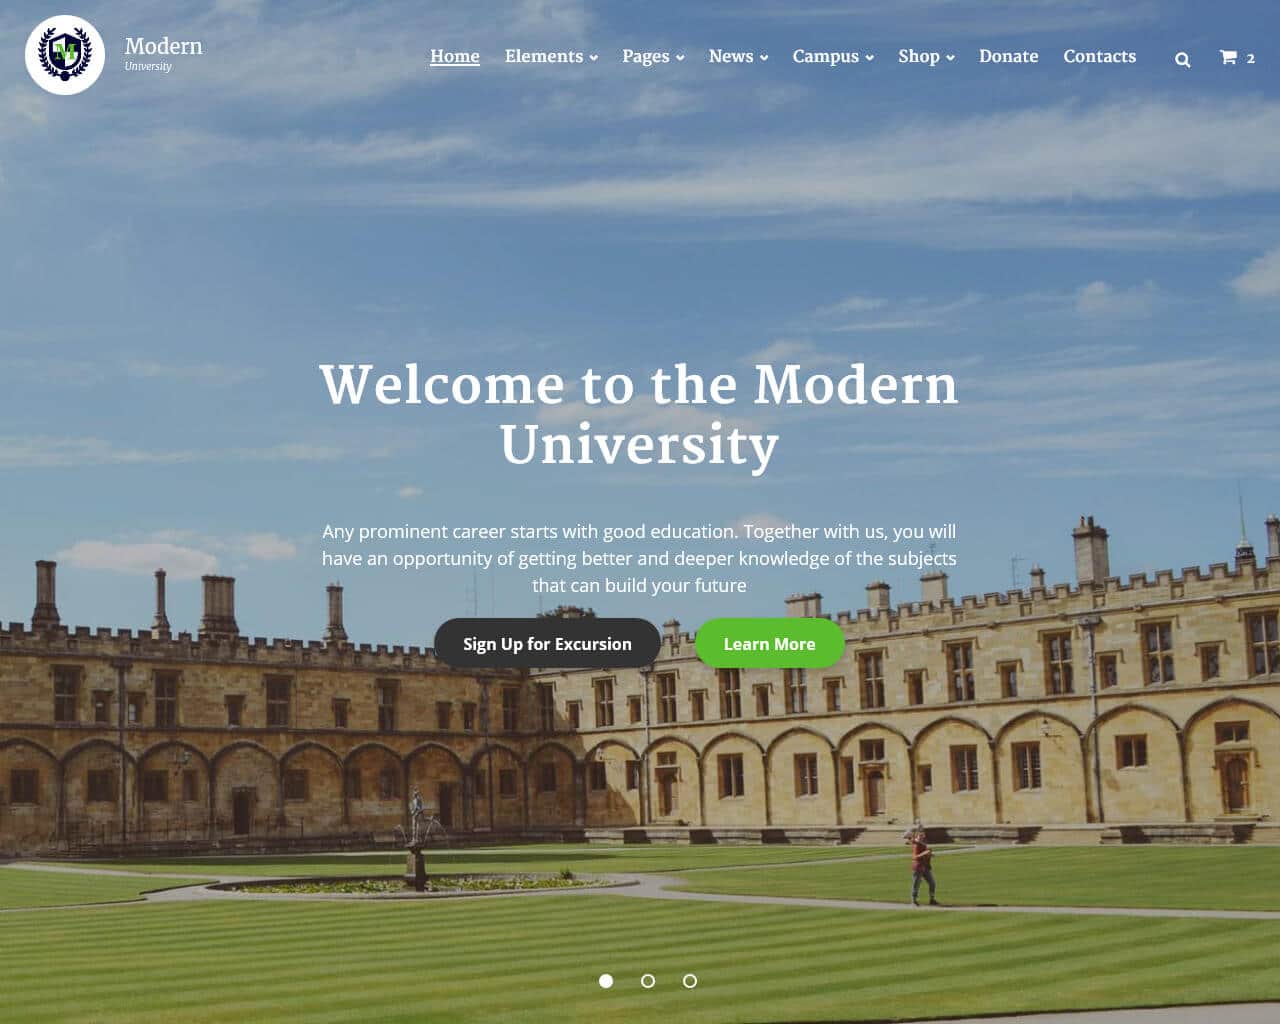 M
Modern
University
Home Elements Pages News Campus Shop Donate Contacts 2
Welcome to the Modern
University
Any prominent career starts with good education. Together with us, you will
have an opportunity of getting better and deeper knowledge of the subjects
that can build your future
Sign Up for Excursion Learn More